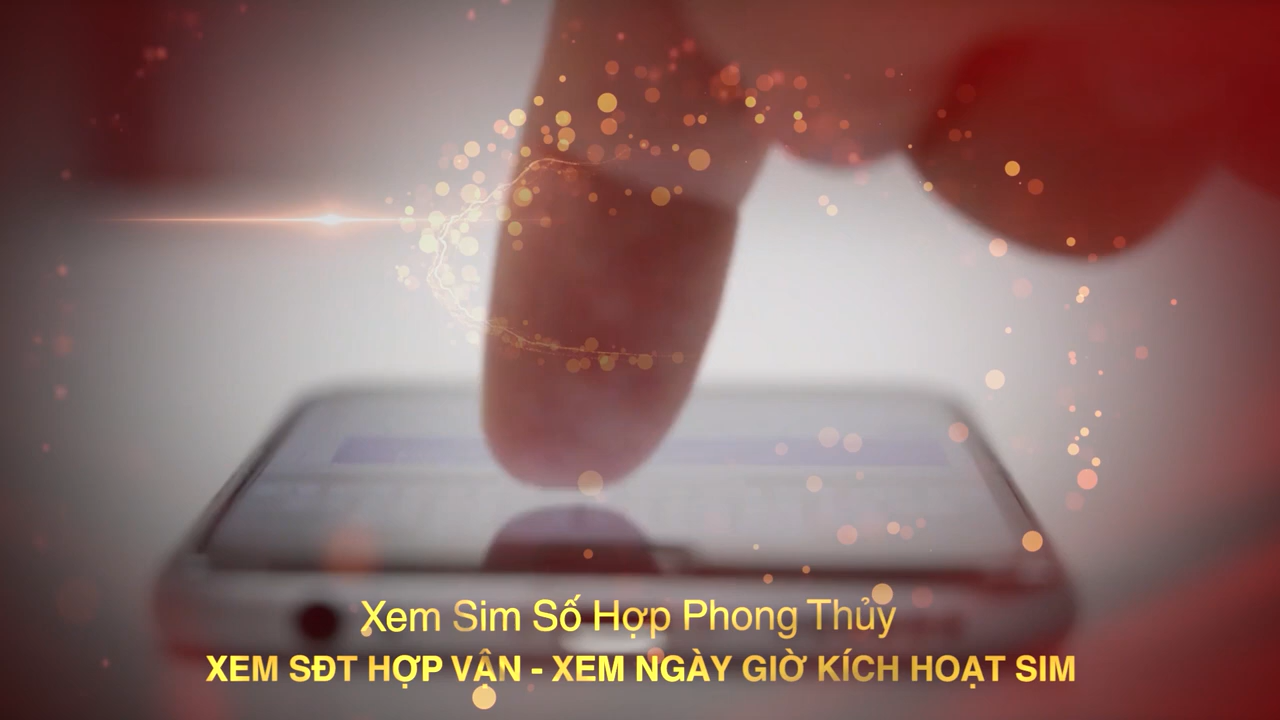 Xem Sim Số Hợp Phong Thủy
XEM SĐT HỢP VẬN - XEM NGÀY GIỜ KÍCH HOẠT SIM